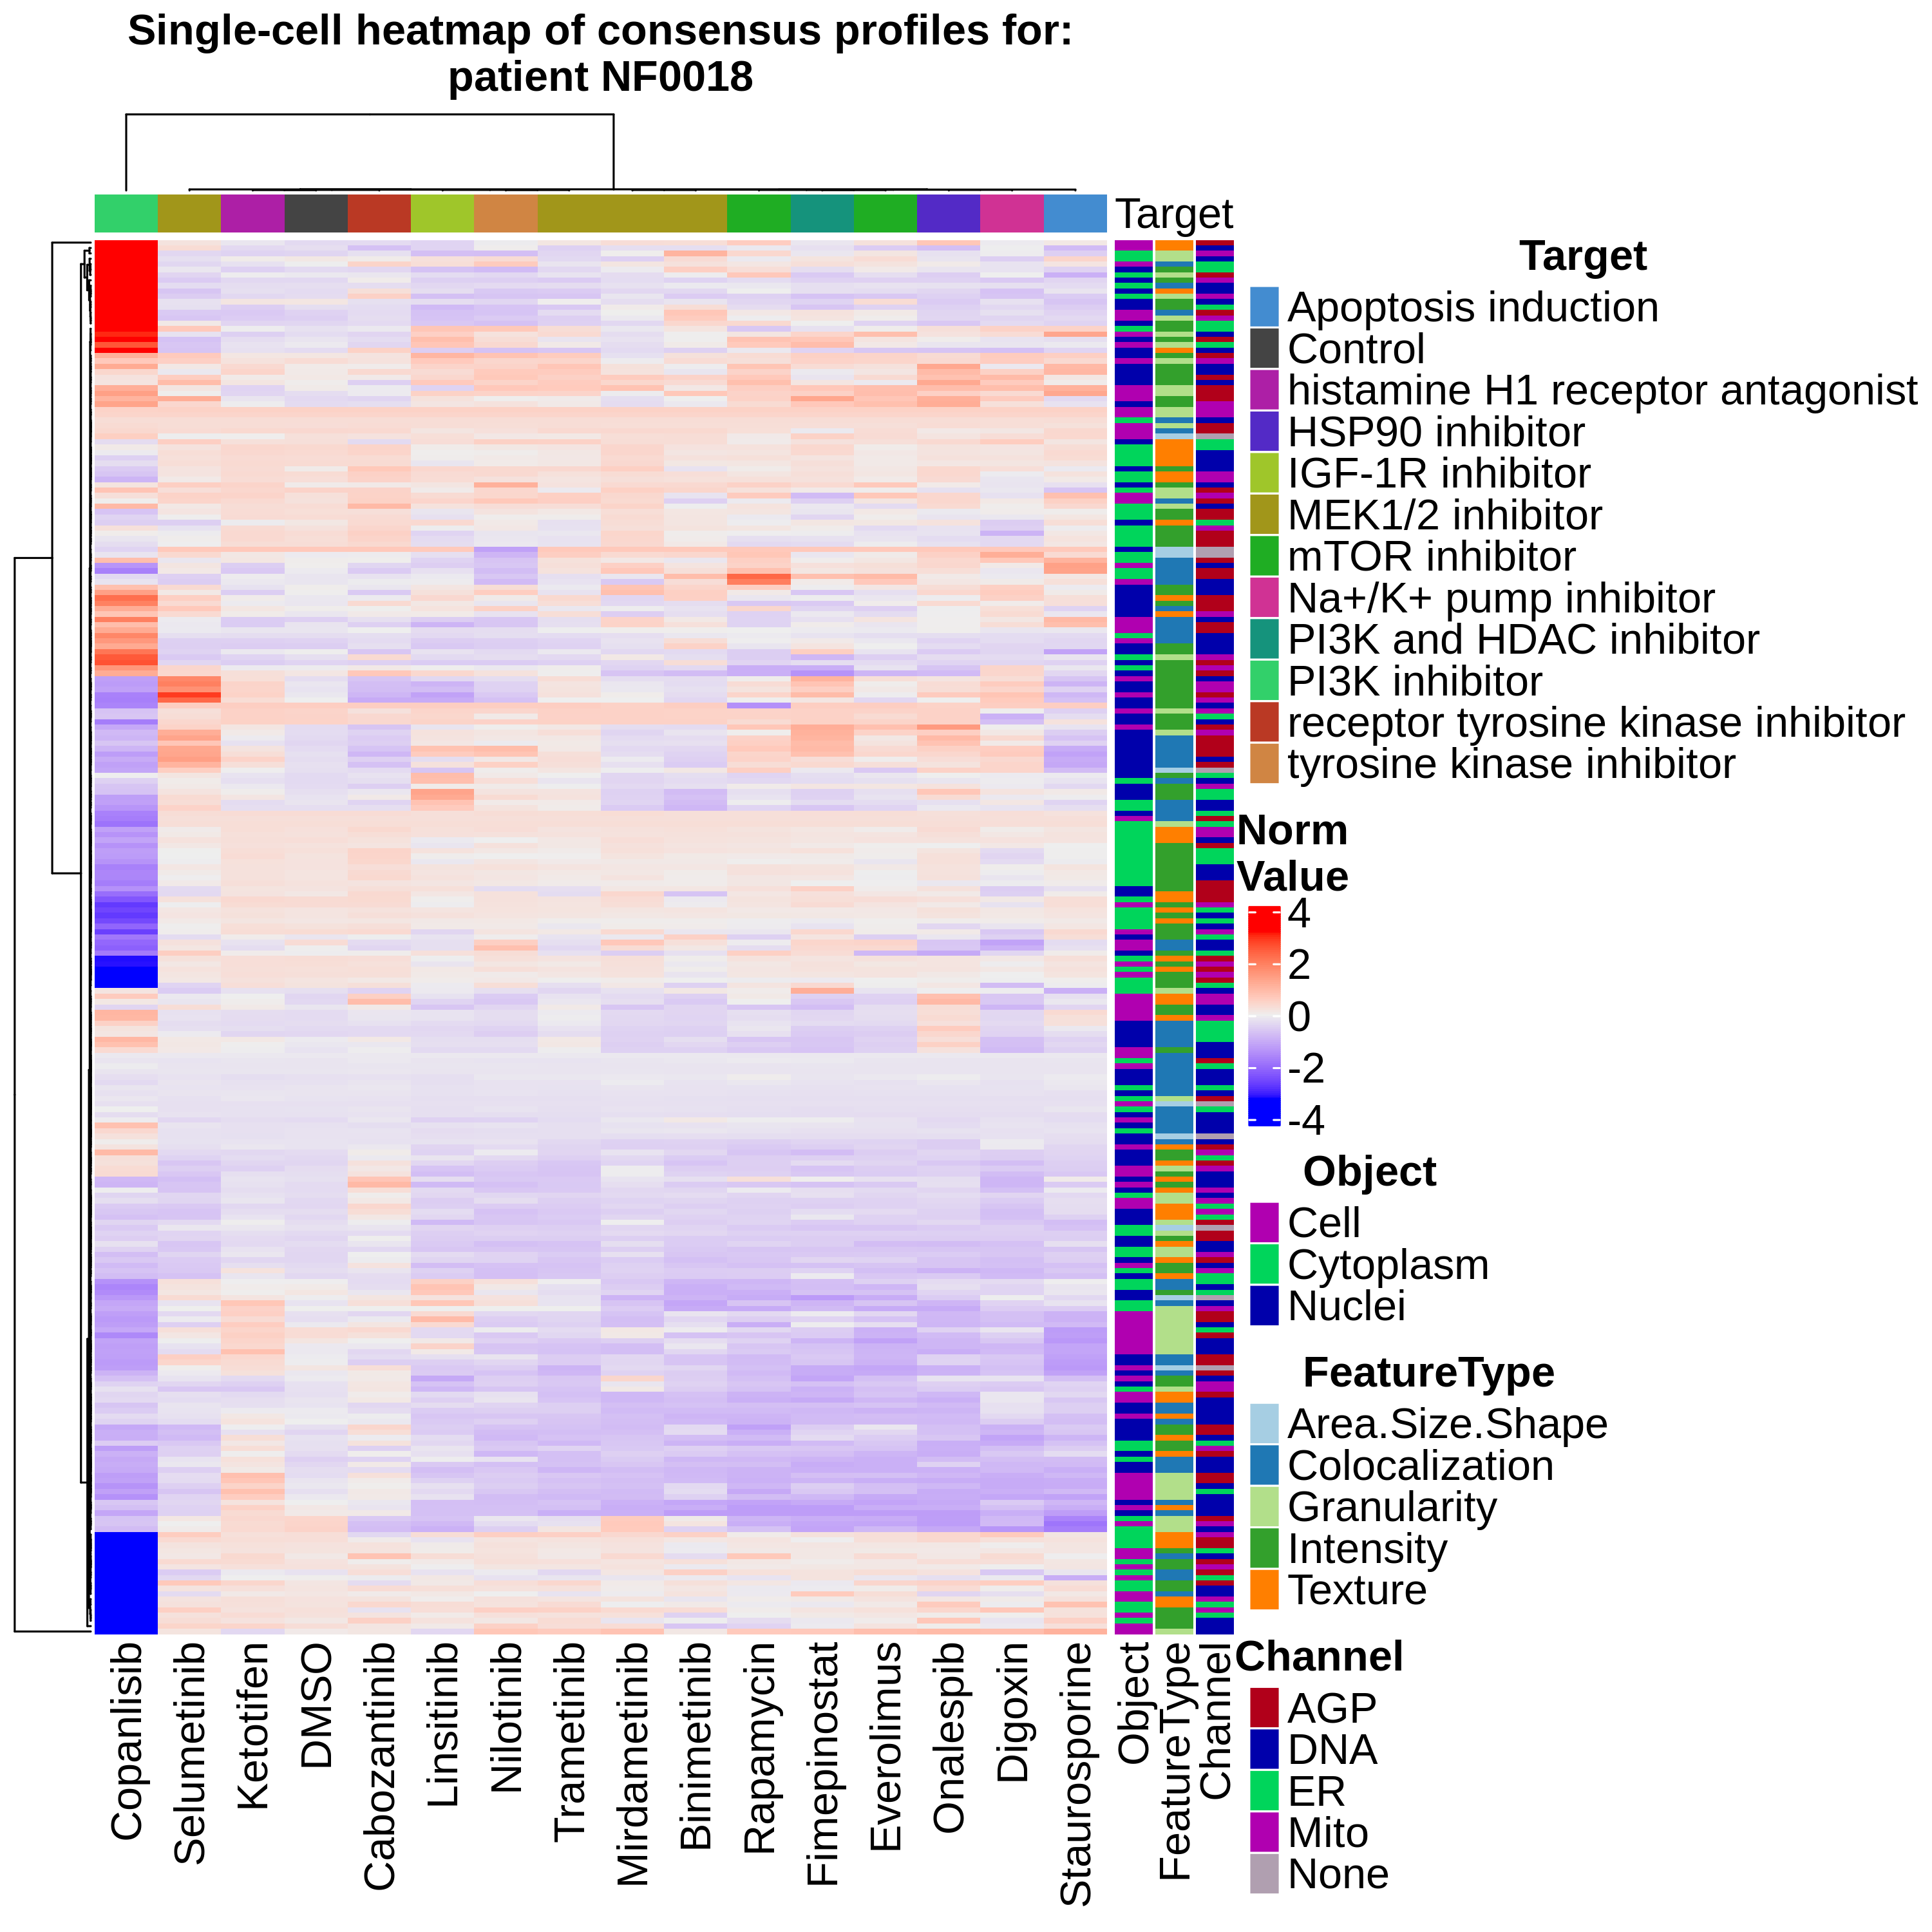 Single-cell heatmap of consensus profiles for:
patient NF0018
Target
Target
Apoptosis induction
Control
histamine H1 receptor antagonist
HSP90 inhibitor
IGF-1R inhibitor
MEK1/2 inhibitor
mTOR inhibitor
Na+/K+ pump inhibitor
PI3K and HDAC inhibitor
PI3K inhibitor
receptor tyrosine kinase inhibitor
tyrosine kinase inhibitor
Norm
Value
4
2
0
-2
-4
Object
Cell
Cytoplasm
Nuclei
FeatureType
Area.Size.Shape
Colocalization
Granularity
Intensity
Texture
Channel
AGP
DNA
ER
Mito
None
Copanlisib
Selumetinib
Ketotifen
DMSO
Cabozantinib
Linsitinib
Nilotinib
Trametinib
Mirdametinib
Binimetinib
Rapamycin
Fimepinostat
Everolimus
Onalespib
Digoxin
Staurosporine
Object
FeatureType
Channel